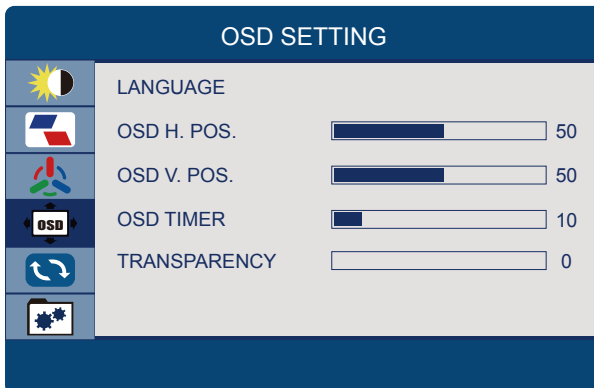 OSD SETTING
LANGUAGE
OSD H. POS. 50
OSD V. POS. 50
OSD OSD TIMER 10
TRANSPARENCY 0